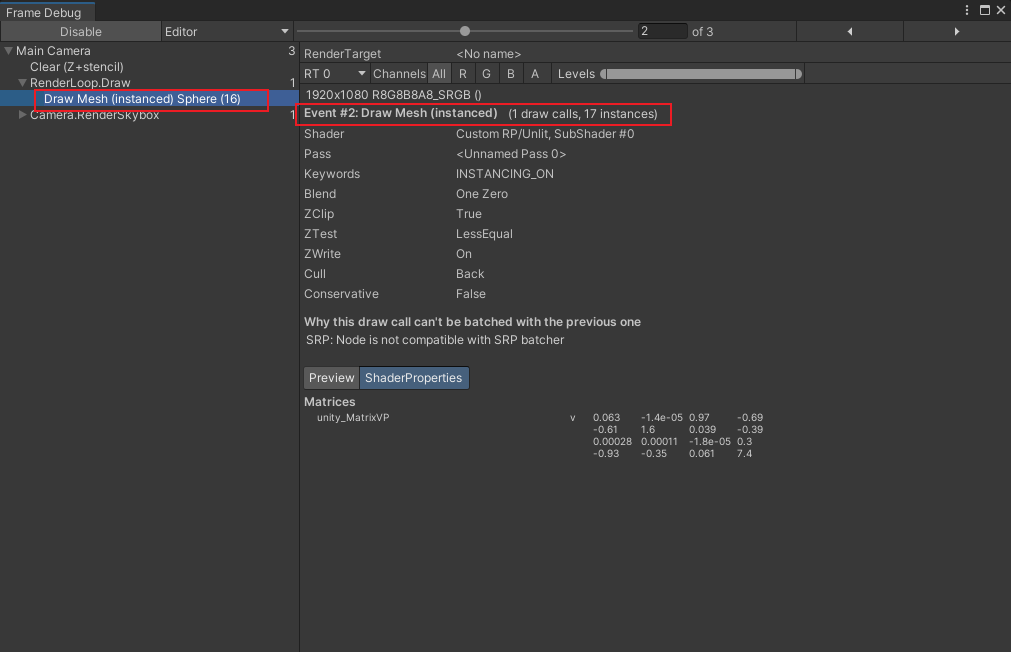 Frame Debug
Disable Editor 2 of 3
Main Camera 3
Clear (Z+stencil)
RenderLoop.Draw 1
Draw Mesh (instanced) Sphere (16)
Camera.RenderSkybox 1
RenderTarget <No name>
RT 0 Channels All R G B A Levels
1920x1080 R8G8B8A8_SRGB ()
Event #2: Draw Mesh (instanced) (1 draw calls, 17 instances)
Shader Custom RP/Unlit, SubShader #0
Pass <Unnamed Pass 0>
Keywords INSTANCING_ON
Blend One Zero
ZClip True
ZTest LessEqual
ZWrite On
Cull Back
Conservative False
Why this draw call can't be batched with the previous one
SRP: Node is not compatible with SRP batcher
Preview ShaderProperties
Matrices
unity_MatrixVP v 0.063 -1.4e-05 0.97 -0.69
-0.61 1.6 0.039 -0.39
0.00028 0.00011 -1.8e-05 0.3
-0.93 -0.35 0.061 7.4